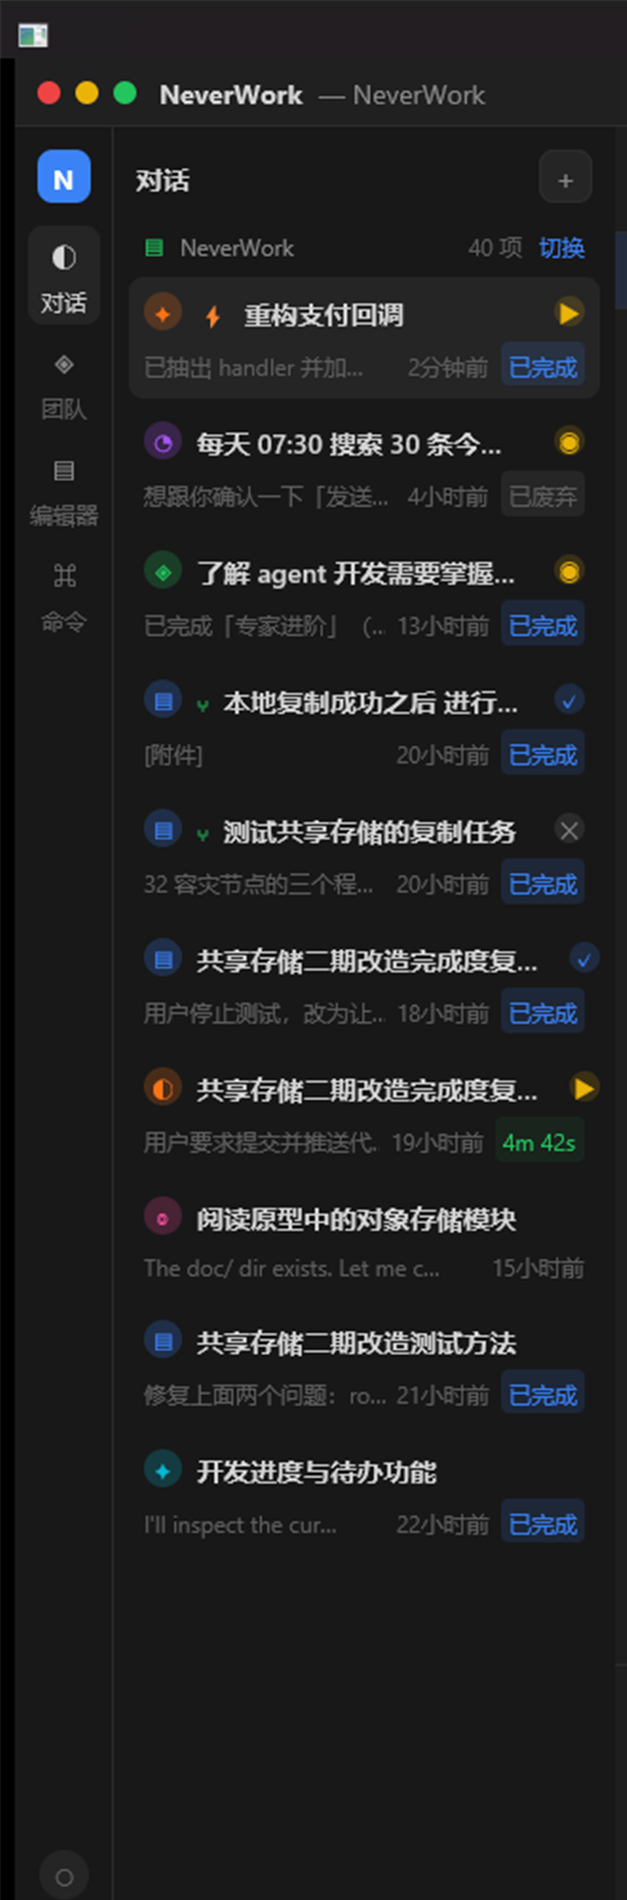 NeverWork — NeverWork
N
对话
团队
编辑器
命令
对话
+
NeverWork 40 项 切换
重构支付回调
已抽出 handler 并加... 2分钟前 已完成
每天 07:30 搜索 30 条今...
想跟你确认一下「发送... 4小时前 已废弃
了解 agent 开发需要掌握...
已完成「专家进阶」（... 13小时前 已完成
本地复制成功之后 进行...
[附件] 20小时前 已完成
测试共享存储的复制任务
32 容灾节点的三个程... 20小时前 已完成
共享存储二期改造完成度复...
用户停止测试，改为让... 18小时前 已完成
共享存储二期改造完成度复...
用户要求提交并推送代. 19小时前 4m 42s
阅读原型中的对象存储模块
The doc/ dir exists. Let me c... 15小时前
共享存储二期改造测试方法
修复上面两个问题：ro... 21小时前 已完成
开发进度与待办功能
I'll inspect the cur... 22小时前 已完成